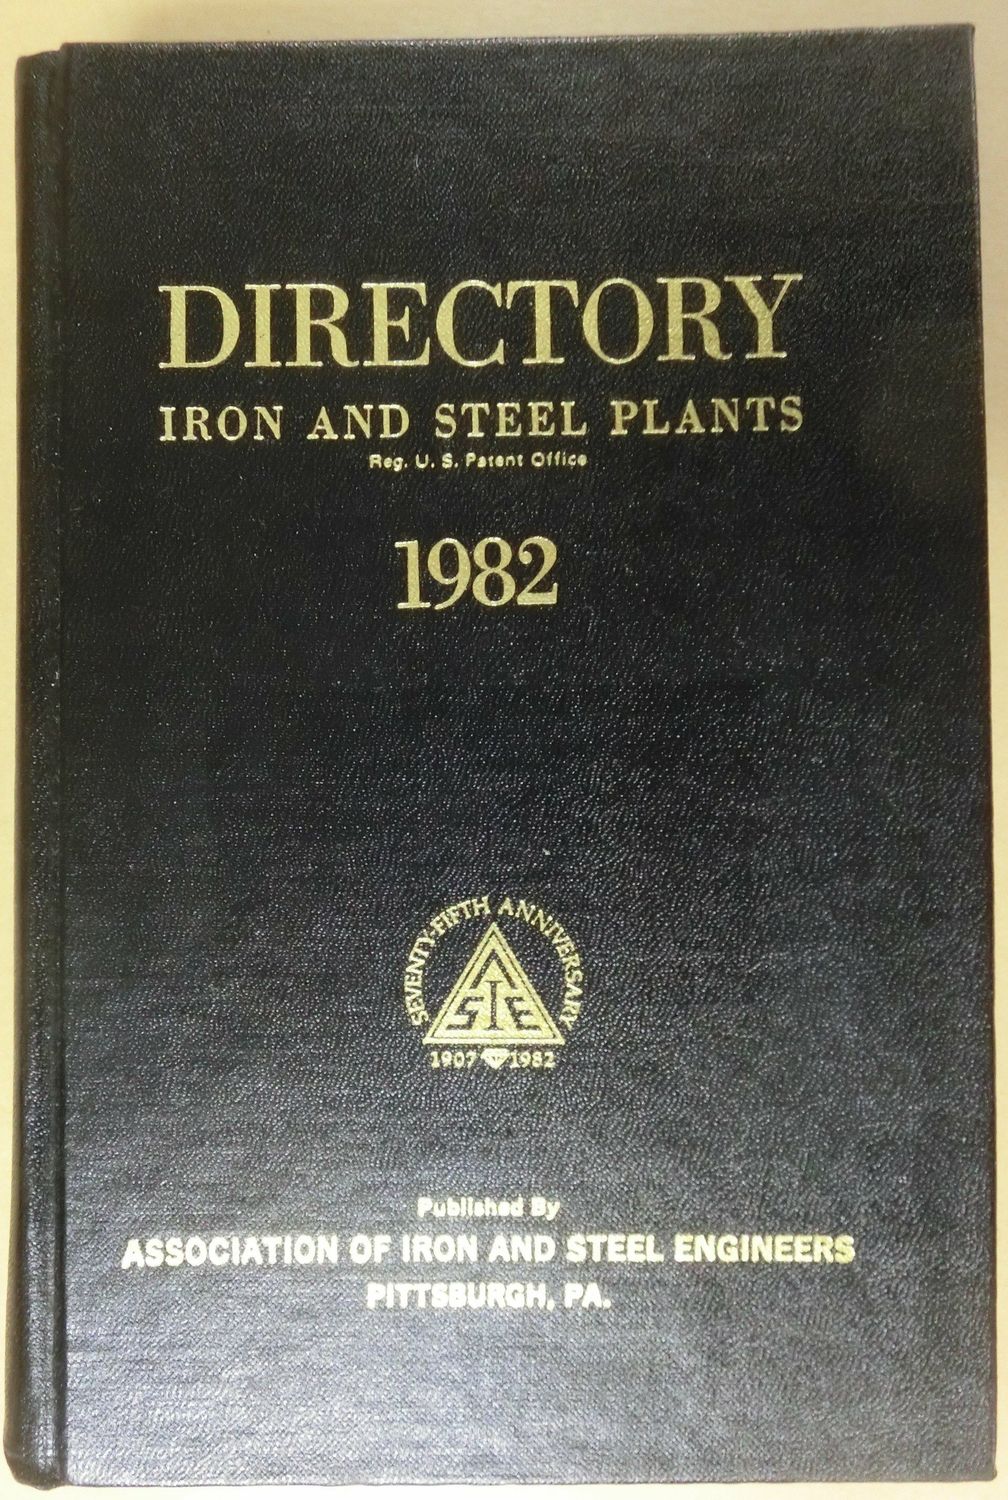 DIRECTORY
IRON AND STEEL PLANTS
Reg. U. S. Patent Office
1982
SEVENTY-FIFTH ANNIVERSARY
A
S I E
1907 1982
Published By
ASSOCIATION OF IRON AND STEEL ENGINEERS
PITTSBURGH, PA.